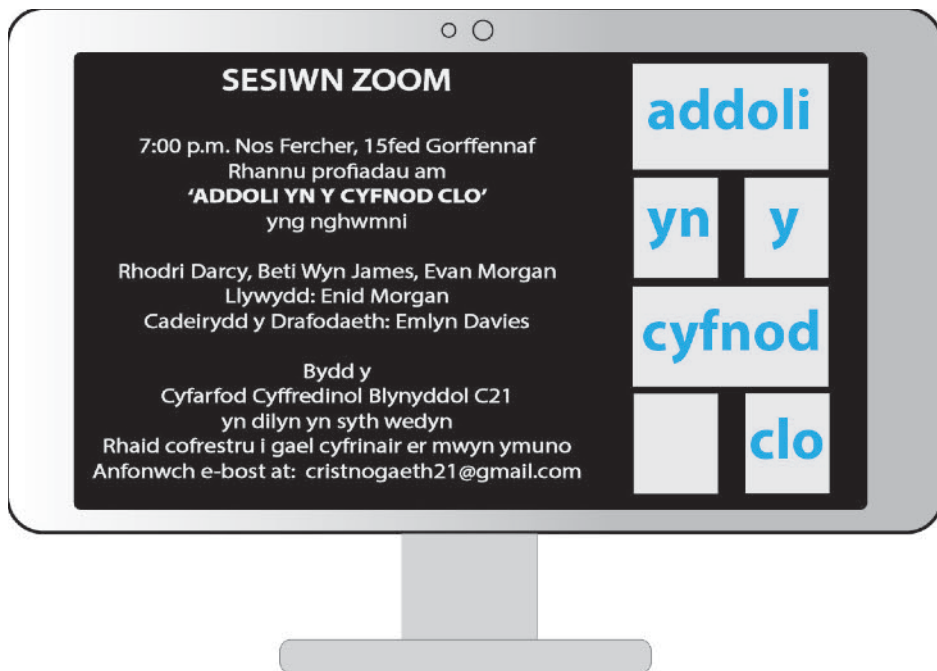 SESIWN ZOOM
7:00 p.m. Nos Fercher, 15fed Gorffennaf
Rhannu profiadau am
‘ADDOLI YN Y CYFNOD CLO’
yng nghwmni
Rhodri Darcy, Beti Wyn James, Evan Morgan
Llywydd: Enid Morgan
Cadeirydd y Drafodaeth: Emlyn Davies
Bydd y
Cyfarfod Cyffredinol Blynyddol C21
yn dilyn yn syth wedyn
Rhaid cofrestru i gael cyfrinair er mwyn ymuno
Anfonwch e-bost at: cristnogaeth21@gmail.com
addoli
yn y
cyfnod
clo